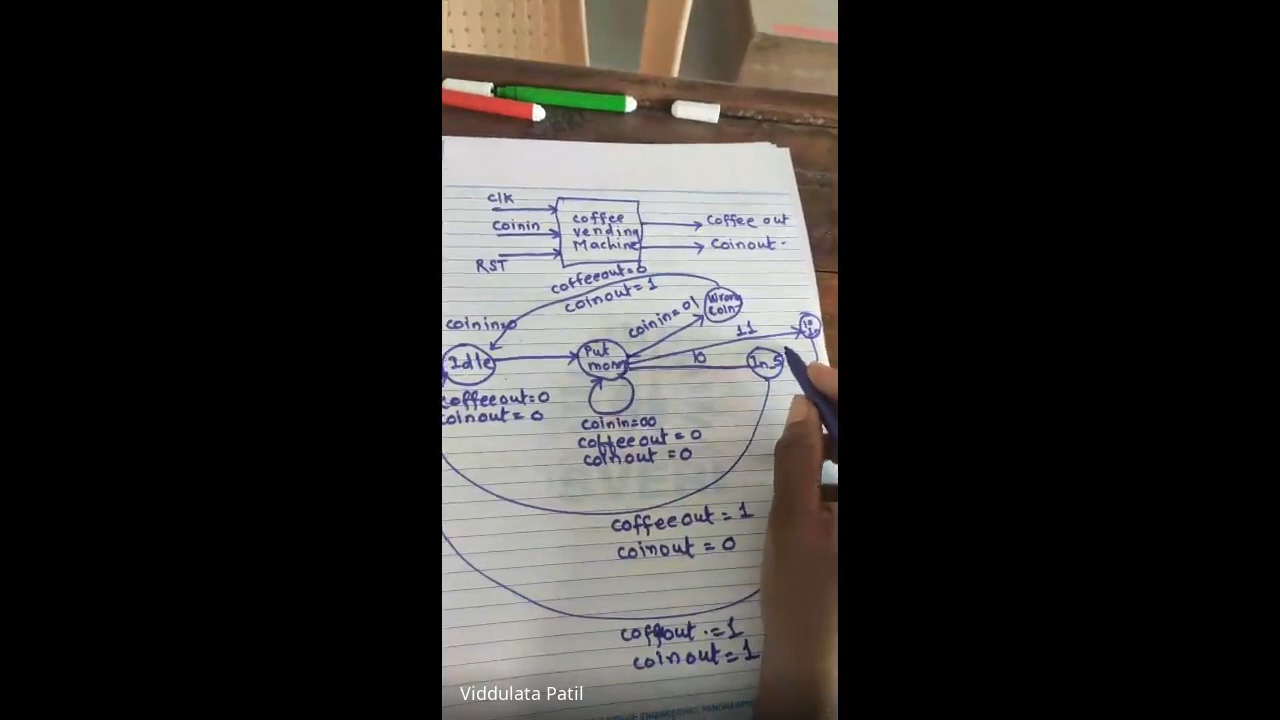 clk
coinin
RST
coffee
vending
Machine
coffee out
coinout
coffeeout=0
coinout=1
Wrong
coin
coinin=0
coinin=01
11
10
Idle
Put
money
In_5
coffeeout=0
coinout=0
coinin=00
coffeeout=0
coinout=0
coffeeout=1
coinout=0
coffout.=1
coinout=1
Viddulata Patil